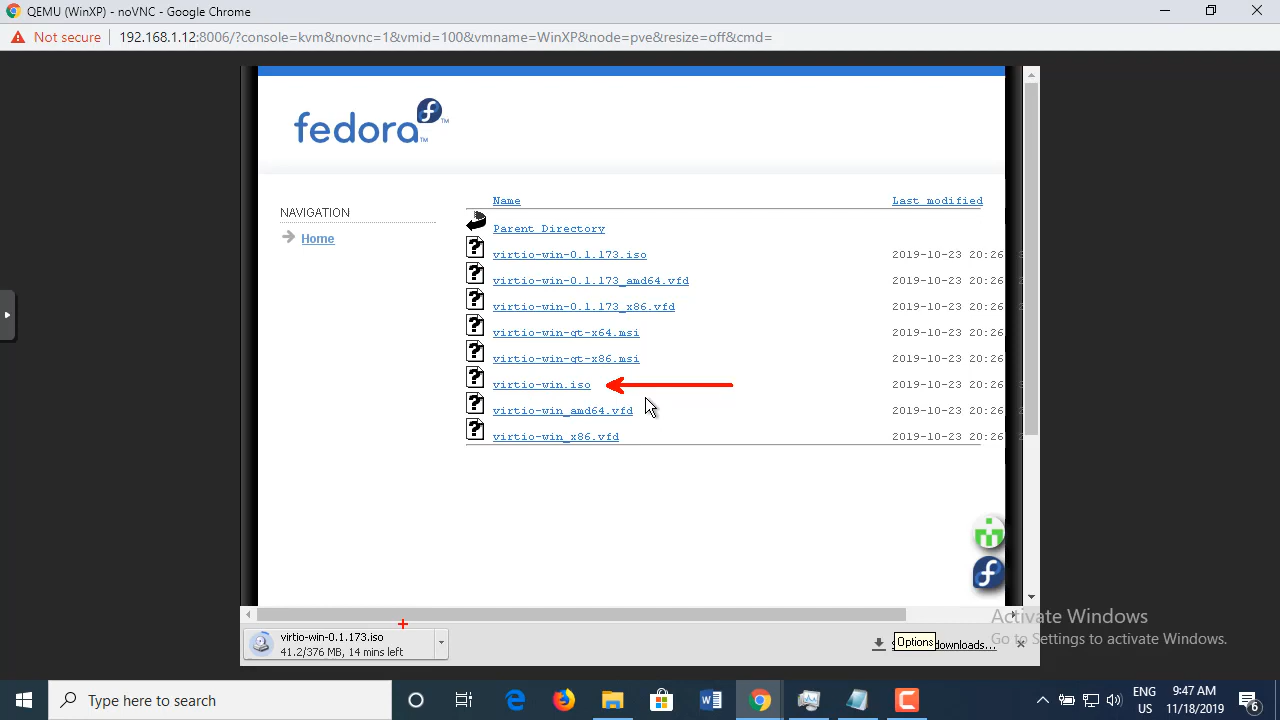 QEMU (WinXP) - noVNC - Google Chrome
Not secure 192.168.1.12:8006/?console=kvm&novnc=1&vmid=100&vmname=WinXP&node=pve&resize=off&cmd=
fedora
NAVIGATION
Home
Name Last modified
Parent Directory
virtio-win-0.1.173.iso 2019-10-23 20:26
virtio-win-0.1.173_amd64.vfd 2019-10-23 20:26
virtio-win-0.1.173_x86.vfd 2019-10-23 20:26
virtio-win-gt-x64.msi 2019-10-23 20:26
virtio-win-gt-x86.msi 2019-10-23 20:26
virtio-win.iso 2019-10-23 20:26
virtio-win_amd64.vfd 2019-10-23 20:26
virtio-win_x86.vfd 2019-10-23 20:26
virtio-win-0.1.173.iso
41.2/376 MB, 14 mins left
Options
downloads...
Activate Windows
Go to Settings to activate Windows.
Type here to search
ENG
US
9:47 AM
11/18/2019
6